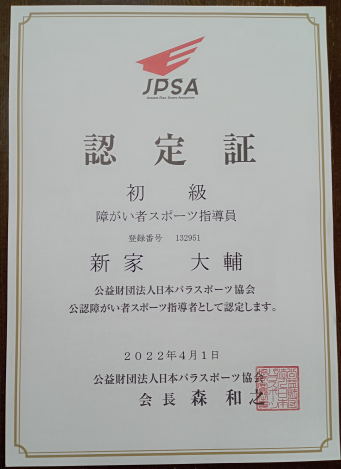 JPSA
認定証
初級
障がい者スポーツ指導員
登録番号 132951
新家 大輔
公益財団法人日本パラスポーツ協会
公認障がい者スポーツ指導者として認定します。
2022年4月1日
公益財団法人日本パラスポーツ協会
会長 森 和之